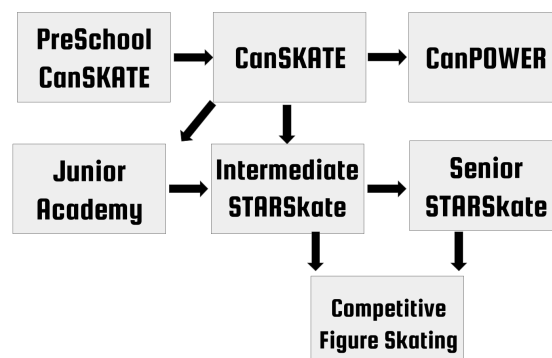 PreSchool
CanSKATE
CanSKATE
CanPOWER
Junior
Academy
Intermediate
STARSkate
Senior
STARSkate
Competitive
Figure Skating